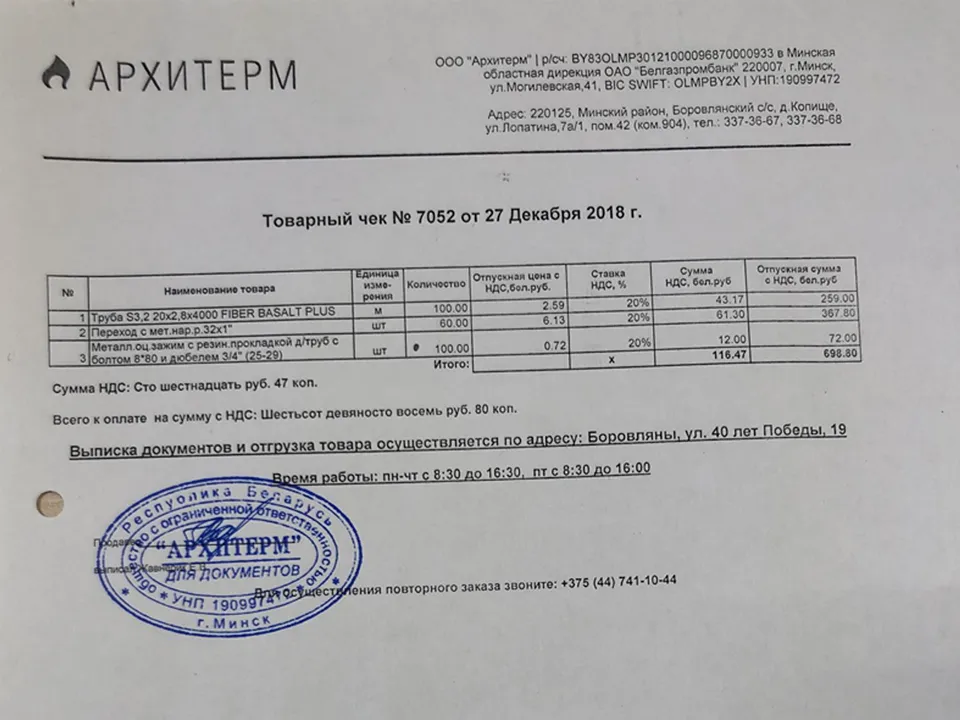 АРХИТЕРМ
ООО "Архитерм" | р/сч: BY83OLMP30121000096870000933 в Минская
областная дирекция ОАО "Белгазпромбанк" 220007, г.Минск,
ул.Могилевская,41, BIC SWIFT: OLMPBY2X | УНП:190997472
Адрес: 220125, Минский район, Боровлянский с/с, д.Копище,
ул.Лопатина,7а/1, пом.42 (ком.904), тел.: 337-36-67, 337-36-68
Товарный чек № 7052 от 27 Декабря 2018 г.
№ Наименование товара Единица изме-рения Количество Отпускная цена с НДС,бел.руб. Ставка НДС, % Сумма НДС, бел.руб Отпускная сумма с НДС, бел.руб
1 Труба S3,2 20x2,8x4000 FIBER BASALT PLUS м 100.00 2.59 20% 43.17 259.00
2 Переход с мет.нар.р.32х1" шт 60.00 6.13 20% 61.30 367.80
3 Металл.оц.зажим с резин.прокладкой д/труб с болтом 8*80 и дюбелем 3/4" (25-29) шт 100.00 0.72 20% 12.00 72.00
Итого: х 116.47 698.80
Сумма НДС: Сто шестнадцать руб. 47 коп.
Всего к оплате на сумму с НДС: Шестьсот девяносто восемь руб. 80 коп.
Выписка документов и отгрузка товара осуществляется по адресу: Боровляны, ул. 40 лет Победы, 19
Время работы: пн-чт с 8:30 до 16:30, пт с 8:30 до 16:00
Республика Беларусь
общество с ограниченной ответственностью
Продавец
"АРХИТЕРМ"
ДЛЯ ДОКУМЕНТОВ
УНП 190997472
г. Минск
Для осуществления повторного заказа звоните: +375 (44) 741-10-44